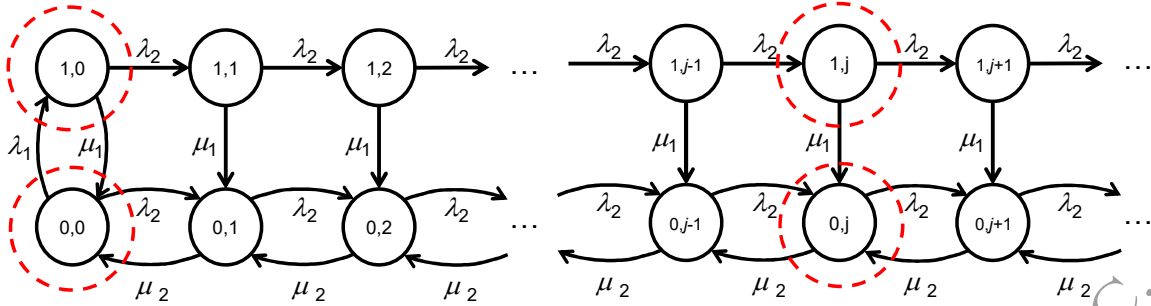 1,0 λ₂ 1,1 λ₂ 1,2 λ₂ ... λ₂ 1,j-1 λ₂ 1,j λ₂ 1,j+1 λ₂ ...
λ₁ μ₁ μ₁ μ₁ μ₁ μ₁ μ₁
0,0 λ₂ 0,1 λ₂ 0,2 λ₂ ... λ₂ 0,j-1 λ₂ 0,j λ₂ 0,j+1 λ₂ ...
μ₂ μ₂ μ₂ μ₂ μ₂ μ₂ μ₂